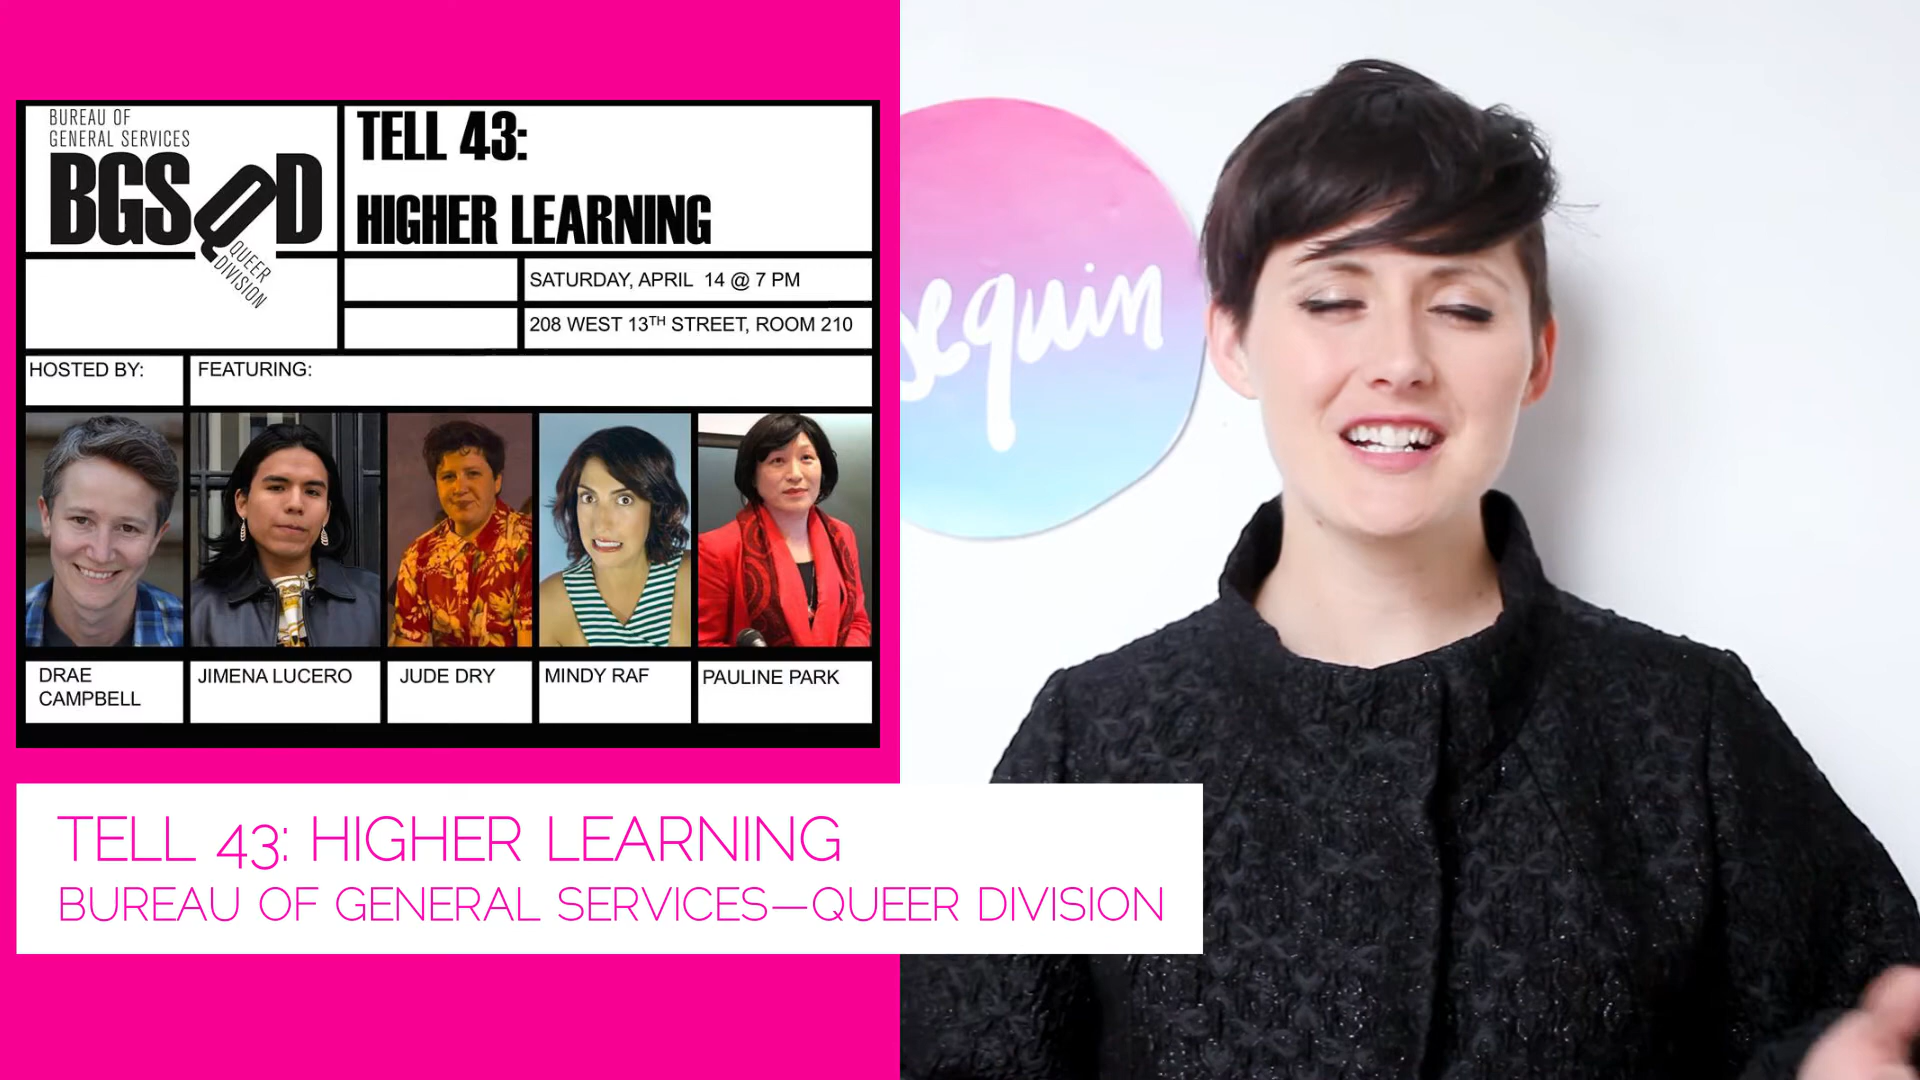 BUREAU OF
GENERAL SERVICES
BGSQD
QUEER
DIVISION
TELL 43:
HIGHER LEARNING
SATURDAY, APRIL 14 @ 7 PM
208 WEST 13TH STREET, ROOM 210
HOSTED BY:
FEATURING:
DRAE
CAMPBELL
JIMENA LUCERO
JUDE DRY
MINDY RAF
PAULINE PARK
sequin
TELL 43: HIGHER LEARNING
BUREAU OF GENERAL SERVICES—QUEER DIVISION